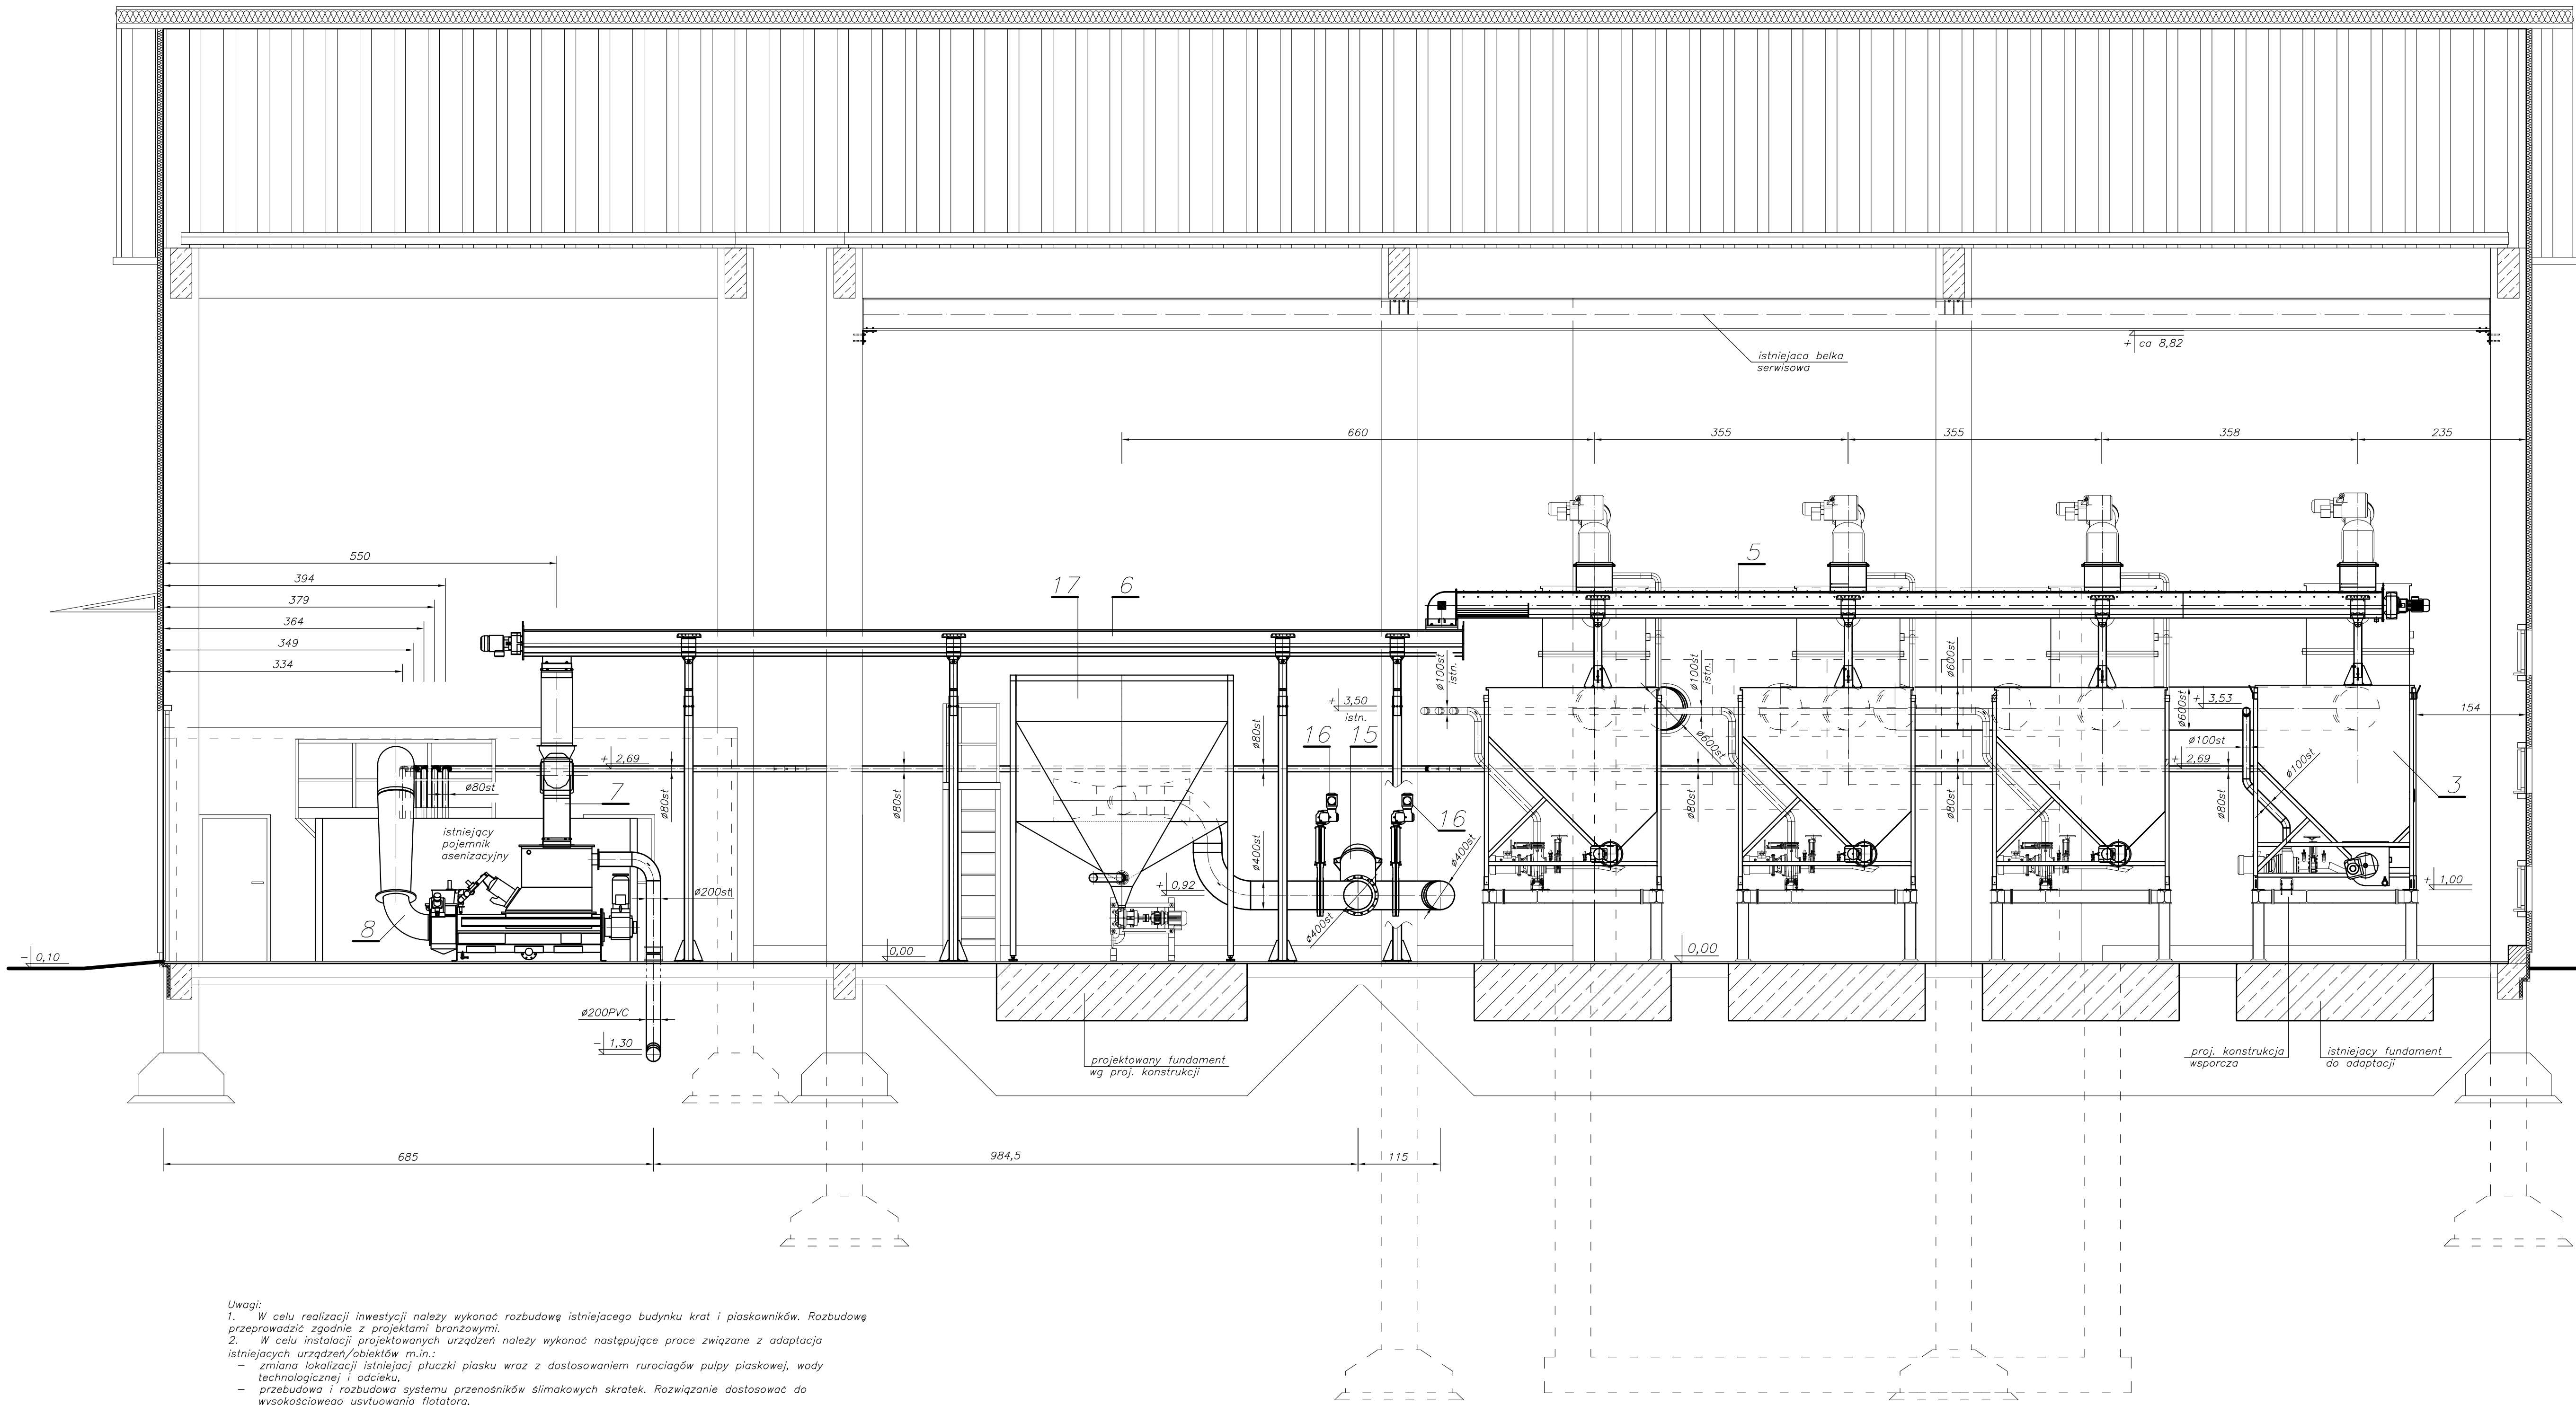 istniejaca belka
serwisowa
+ ca 8,82
660
355
355
358
235
550
394
379
364
349
334
5
17
6
ø100st
istn.
ø100st
istn.
ø600st
+ 3,50
istn.
ø600st
+ 3,53
154
16
15
ø80st
ø600st
ø100st
ø100st
+ 2,69
+ 2,69
3
ø80st
7
ø80st
ø80st
ø80st
ø80st
ø80st
16
istniejący
pojemnik
asenizacyjny
ø400st
ø400st
+ 0,92
+ 1,00
ø200st
8
ø400st
- 0,10
0,00
0,00
ø200PVC
- 1,30
projektowany fundament
wg proj. konstrukcji
proj. konstrukcja
wsporcza
istniejacy fundament
do adaptacji
685
984,5
115
Uwagi:
1. W celu realizacji inwestycji należy wykonać rozbudowę istniejacego budynku krat i piaskowników. Rozbudowę
przeprowadzić zgodnie z projektami branżowymi.
2. W celu instalacji projektowanych urządzeń należy wykonać następujące prace związane z adaptacja
istniejacych urządzeń/obiektów m.in.:
- zmiana lokalizacji istniejacj płuczki piasku wraz z dostosowaniem rurociagów pulpy piaskowej, wody
technologicznej i odcieku,
- przebudowa i rozbudowa systemu przenośników ślimakowych skratek. Rozwiązanie dostosować do
wysokościowego usytuowania flotatora.